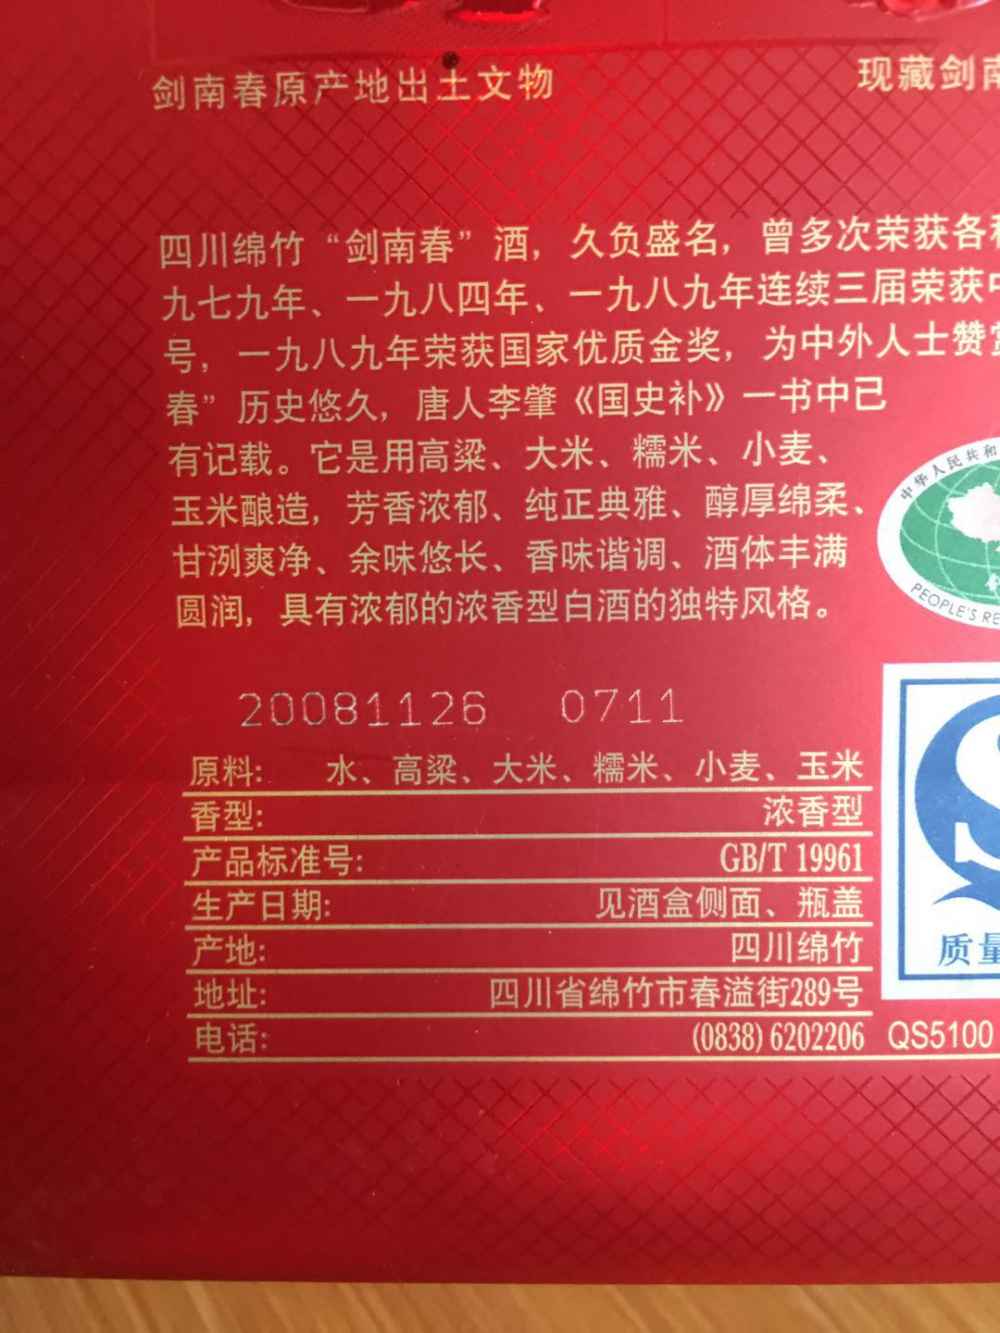 剑南春原产地出土文物 现藏剑南
四川绵竹“剑南春”酒，久负盛名，曾多次荣获各种
九七九年、一九八四年、一九八九年连续三届荣获中
号，一九八九年荣获国家优质金奖，为中外人士赞赏
春”历史悠久，唐人李肇《国史补》一书中已
有记载。它是用高粱、大米、糯米、小麦、
玉米酿造，芳香浓郁、纯正典雅、醇厚绵柔、
甘洌爽净、余味悠长、香味谐调、酒体丰满
圆润，具有浓郁的浓香型白酒的独特风格。
中华人民共和
PEOPLE'S RE
20081126 0711
原料: 水、高粱、大米、糯米、小麦、玉米
香型: 浓香型
产品标准号: GB/T 19961
生产日期: 见酒盒侧面、瓶盖
产地: 四川绵竹
地址: 四川省绵竹市春溢街289号
电话: (0838) 6202206
质量
QS5100